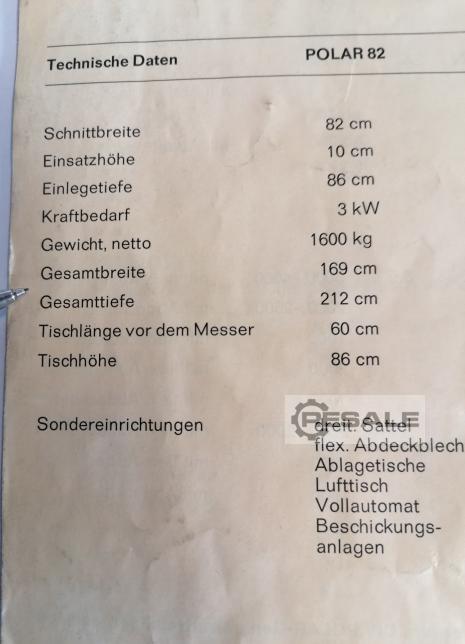 Technische Daten POLAR 82
Schnittbreite 82 cm
Einsatzhöhe 10 cm
Einlegetiefe 86 cm
Kraftbedarf 3 kW
Gewicht, netto 1600 kg
Gesamtbreite 169 cm
Gesamttiefe 212 cm
Tischlänge vor dem Messer 60 cm
Tischhöhe 86 cm
RESALE
Sondereinrichtungen dreit. Sattel
flex. Abdeckblech
Ablagetische
Lufttisch
Vollautomat
Beschickungs-
anlagen